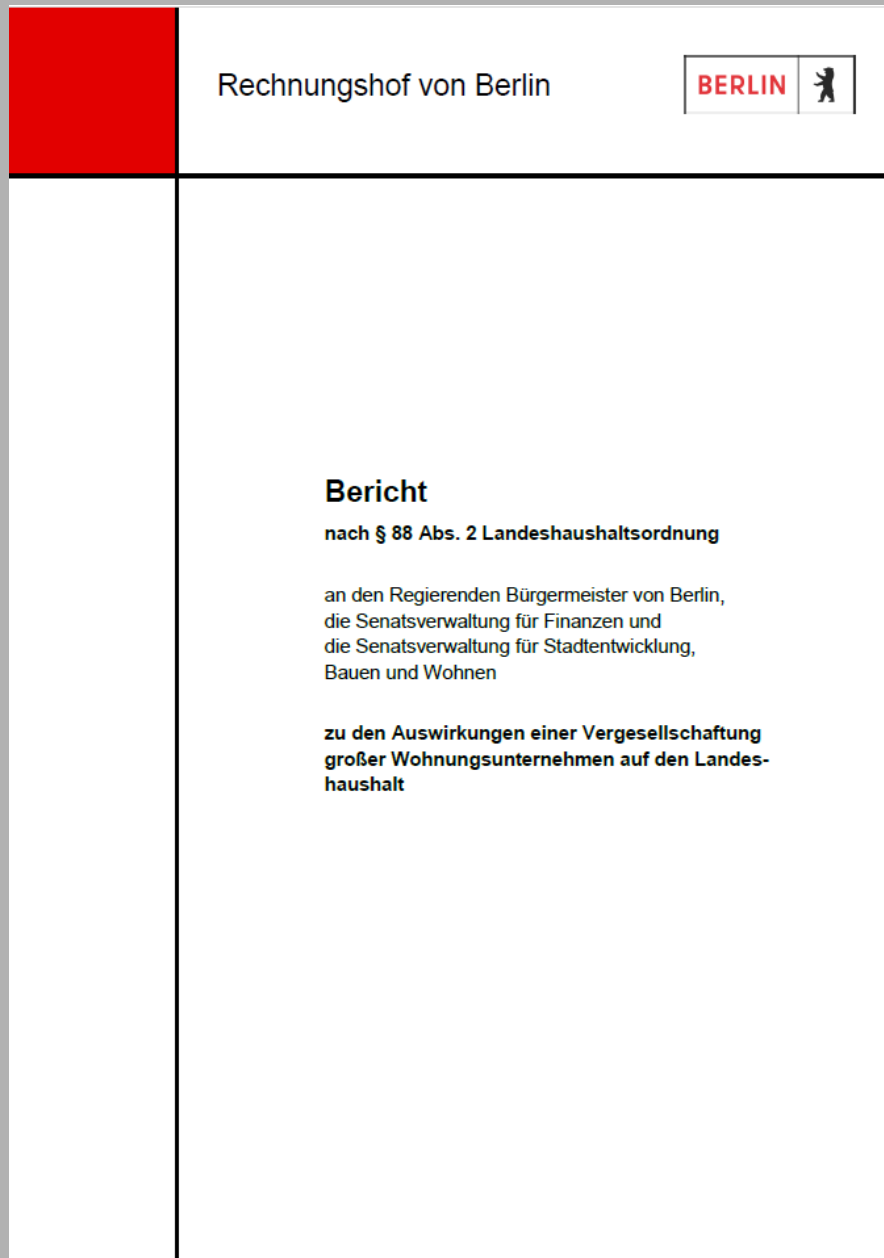 Rechnungshof von Berlin
BERLIN
Bericht
nach § 88 Abs. 2 Landeshaushaltsordnung
an den Regierenden Bürgermeister von Berlin,
die Senatsverwaltung für Finanzen und
die Senatsverwaltung für Stadtentwicklung,
Bauen und Wohnen
zu den Auswirkungen einer Vergesellschaftung
großer Wohnungsunternehmen auf den Landes-
haushalt